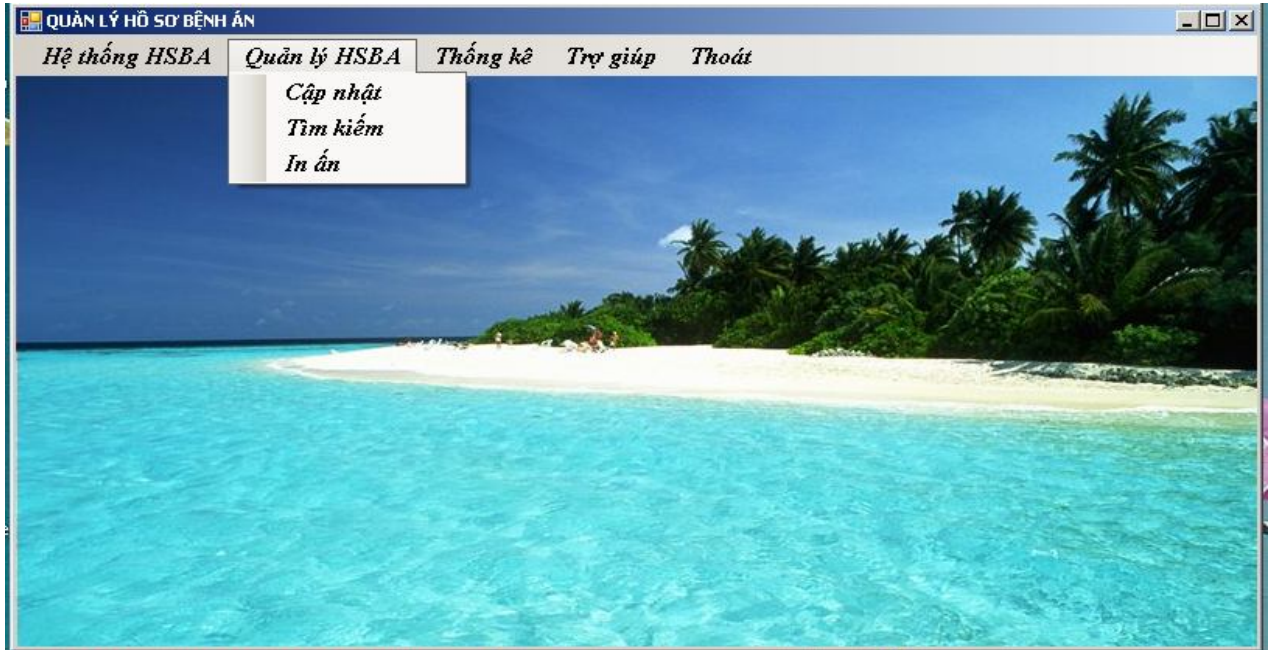 QUÀN LÝ HỒ SƠ BỆNH ÁN
Hệ thống HSBA Quản lý HSBA Thống kê Trợ giúp Thoát
Cập nhật
Tìm kiếm
In ấn